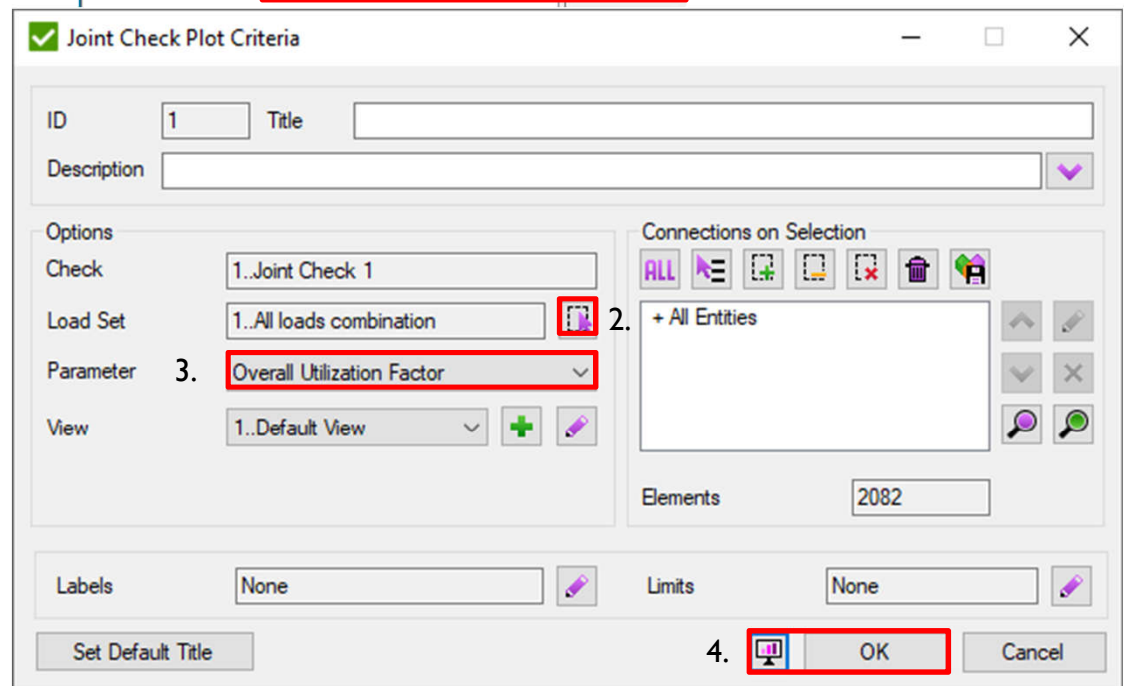 Joint Check Plot Criteria
ID 1 Title
Description
Options
Check 1..Joint Check 1
Load Set 1..All loads combination 2.
Parameter 3. Overall Utilization Factor
View 1..Default View
Connections on Selection
ALL
+ All Entities
Elements 2082
Labels None Limits None
Set Default Title 4. OK Cancel